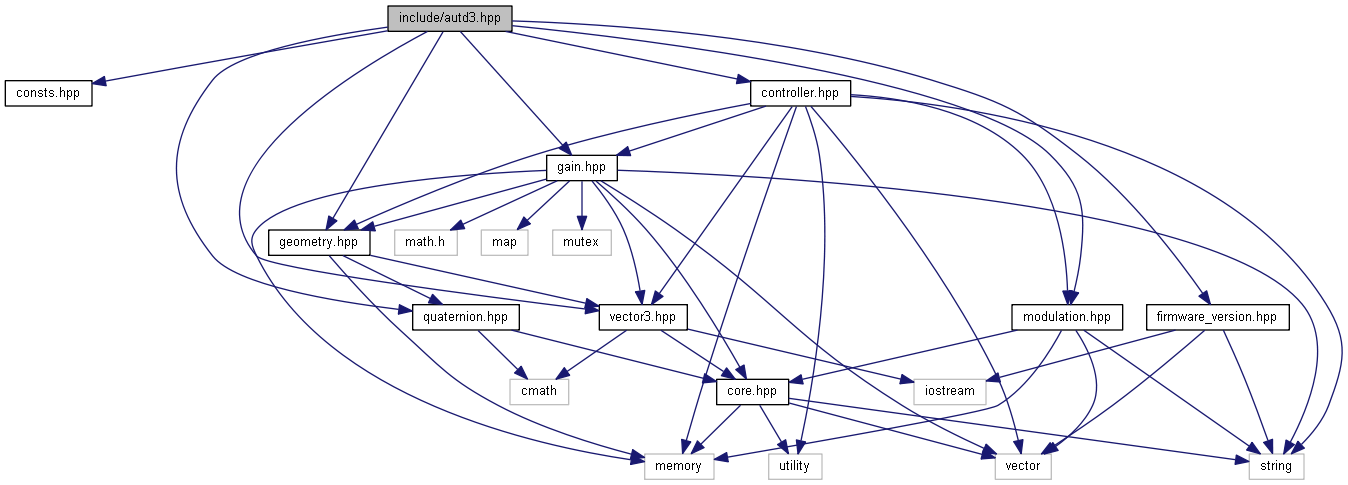 include/autd3.hpp
consts.hpp
controller.hpp
gain.hpp
geometry.hpp
math.h
map
mutex
quaternion.hpp
vector3.hpp
modulation.hpp
firmware_version.hpp
cmath
core.hpp
iostream
memory
utility
vector
string